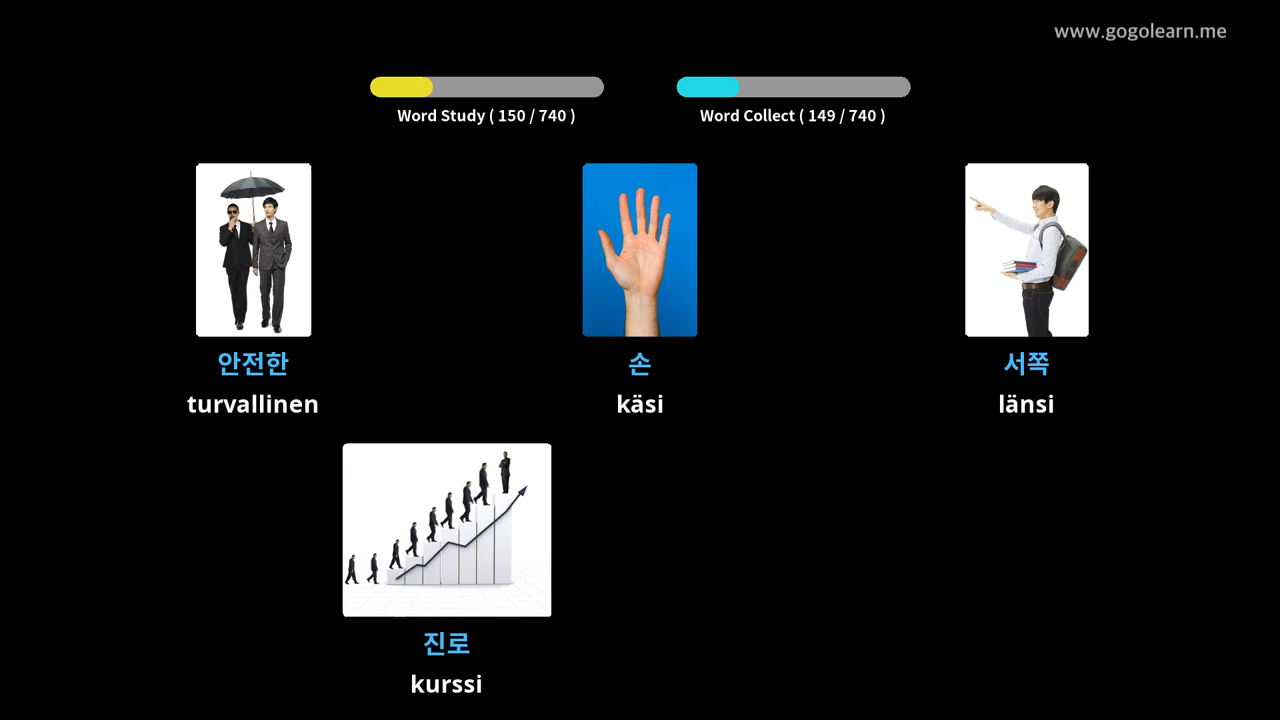 www.gogolearn.me
Word Study ( 150 / 740 )
Word Collect ( 149 / 740 )
안전한
turvallinen
손
käsi
서쪽
länsi
진로
kurssi